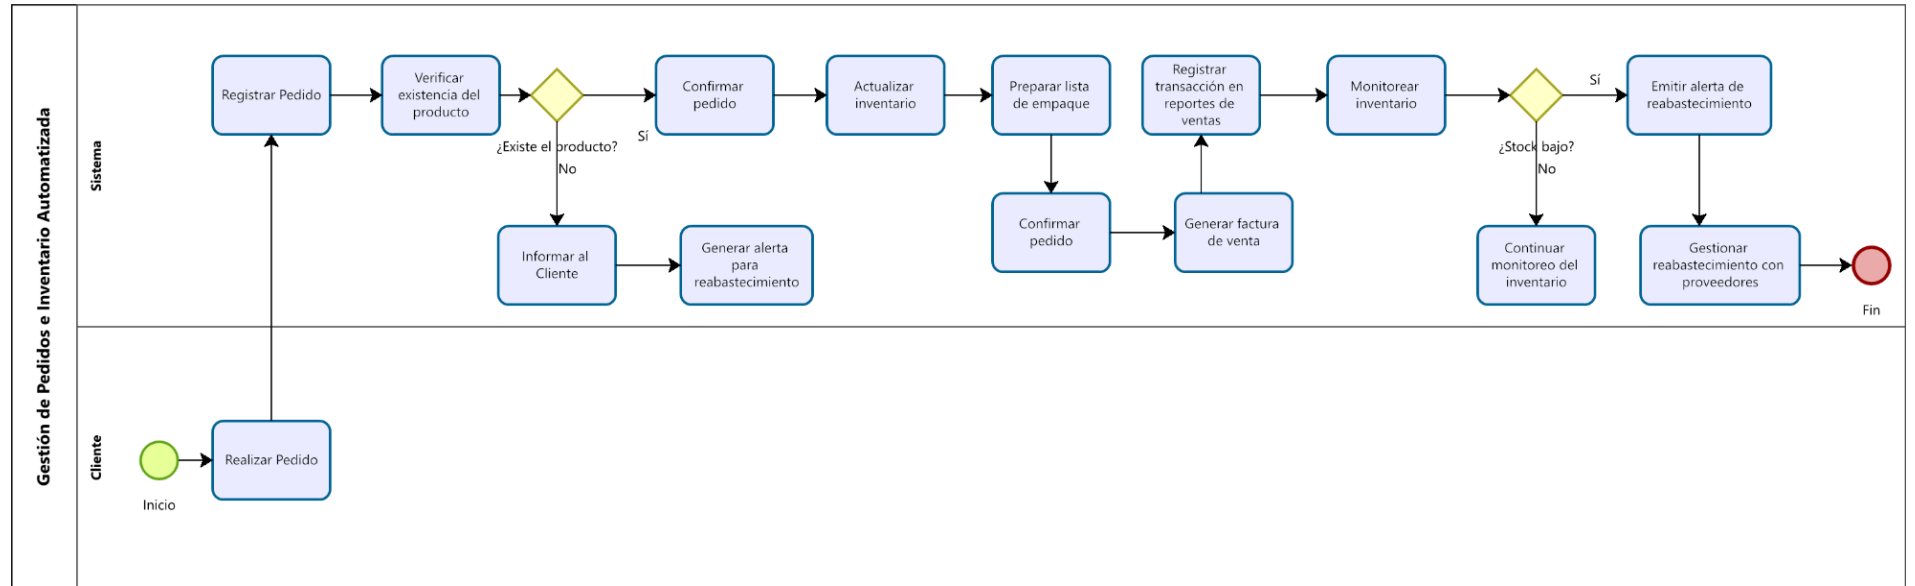 Gestión de Pedidos e Inventario Automatizada
Sistema
Registrar Pedido
Verificar
existencia del
producto
¿Existe el producto?
Sí
No
Confirmar
pedido
Actualizar
inventario
Preparar lista
de empaque
Confirmar
pedido
Generar factura
de venta
Registrar
transacción en
reportes de
ventas
Monitorear
inventario
¿Stock bajo?
Sí
No
Emitir alerta de
reabastecimiento
Informar al
Cliente
Generar alerta
para
reabastecimiento
Continuar
monitoreo del
inventario
Gestionar
reabastecimiento con
proveedores
Fin
Cliente
Inicio
Realizar Pedido